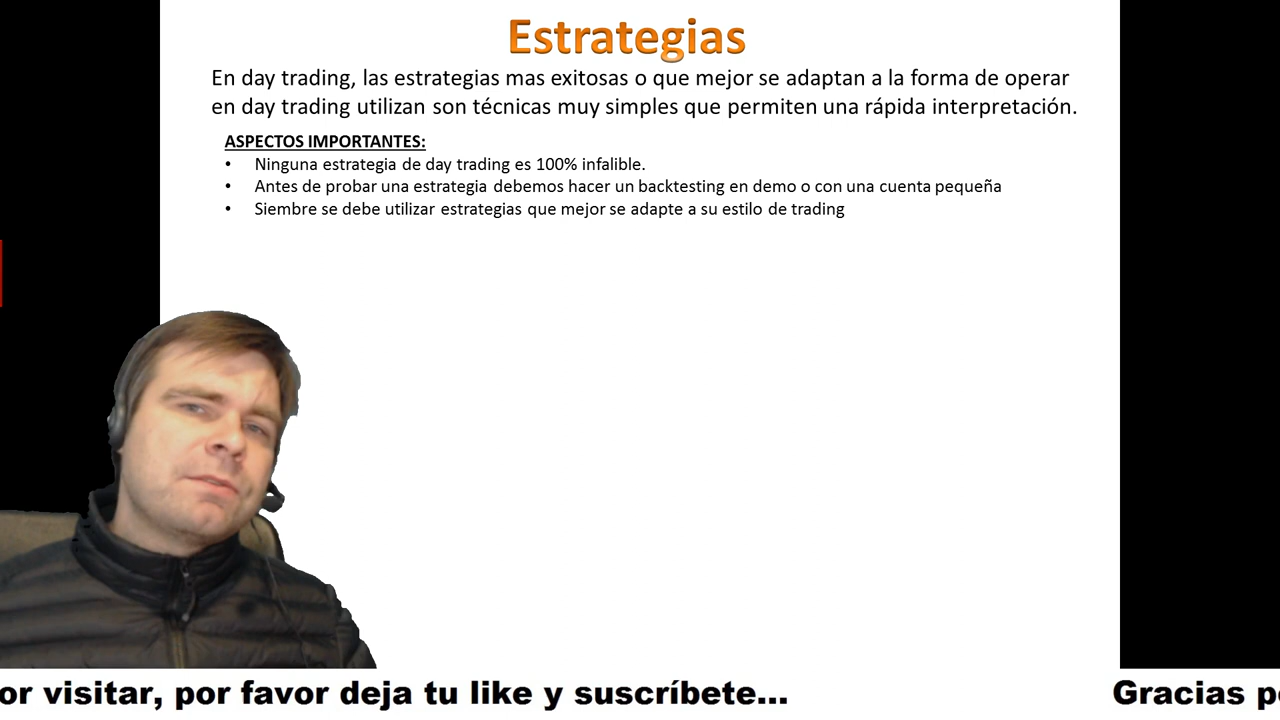 Estrategias
En day trading, las estrategias mas exitosas o que mejor se adaptan a la forma de operar
en day trading utilizan son técnicas muy simples que permiten una rápida interpretación.
ASPECTOS IMPORTANTES:
• Ninguna estrategia de day trading es 100% infalible.
• Antes de probar una estrategia debemos hacer un backtesting en demo o con una cuenta pequeña
• Siembre se debe utilizar estrategias que mejor se adapte a su estilo de trading
or visitar, por favor deja tu like y suscríbete... Gracias p